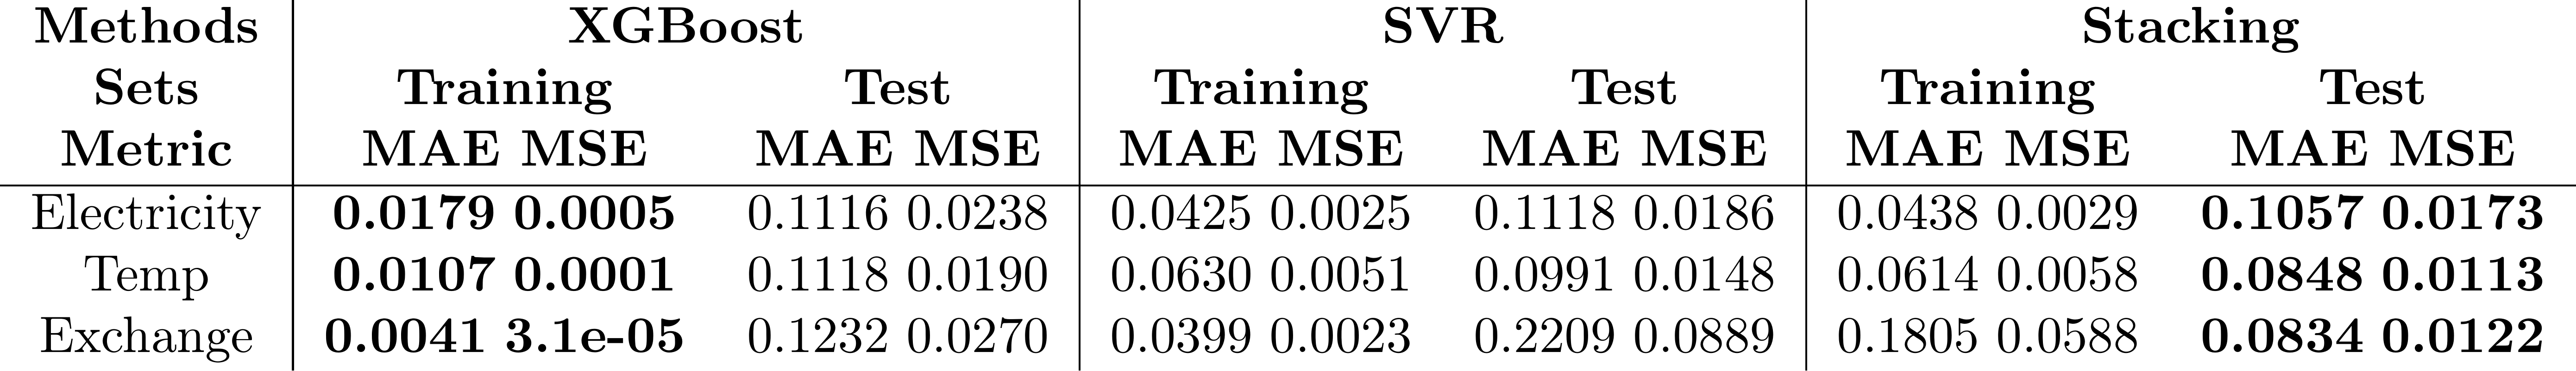 Methods XGBoost SVR Stacking
Sets Training Test Training Test Training Test
Metric MAE MSE MAE MSE MAE MSE MAE MSE MAE MSE MAE MSE
Electricity 0.0179 0.0005 0.1116 0.0238 0.0425 0.0025 0.1118 0.0186 0.0438 0.0029 0.1057 0.0173
Temp 0.0107 0.0001 0.1118 0.0190 0.0630 0.0051 0.0991 0.0148 0.0614 0.0058 0.0848 0.0113
Exchange 0.0041 3.1e-05 0.1232 0.0270 0.0399 0.0023 0.2209 0.0889 0.1805 0.0588 0.0834 0.0122